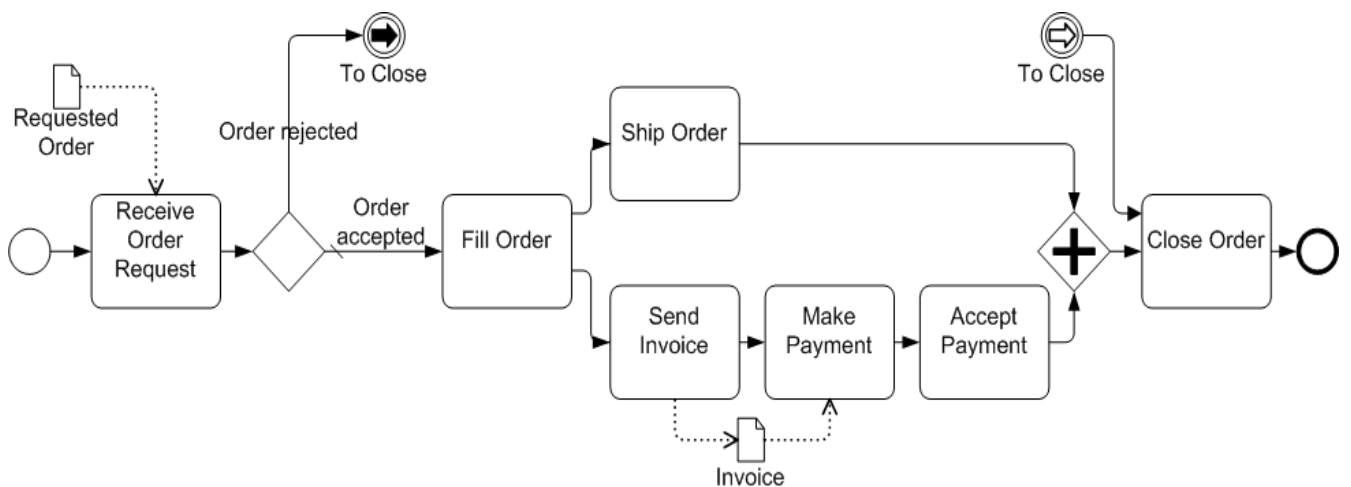 To Close
To Close
Requested
Order
Order rejected
Ship Order
Receive
Order
Request
Order
accepted
Fill Order
Close Order
Send
Invoice
Make
Payment
Accept
Payment
Invoice